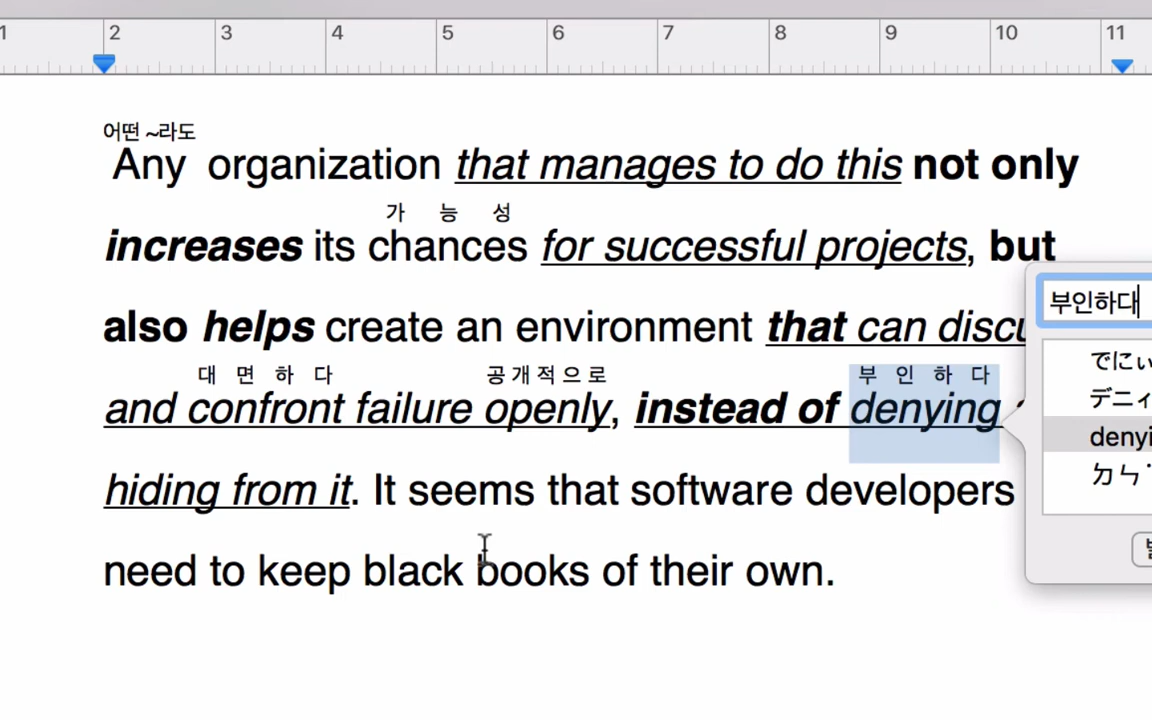 1 2 3 4 5 6 7 8 9 10 11
어떤 ~라도
Any organization that manages to do this not only
가 능 성
increases its chances for successful projects, but
부인하다
also helps create an environment that can discu
でにぃ
대 면 하 다 공개적으로 부 인 하 다
デニィ
and confront failure openly, instead of denying
denyi
hiding from it. It seems that software developers
need to keep black books of their own.